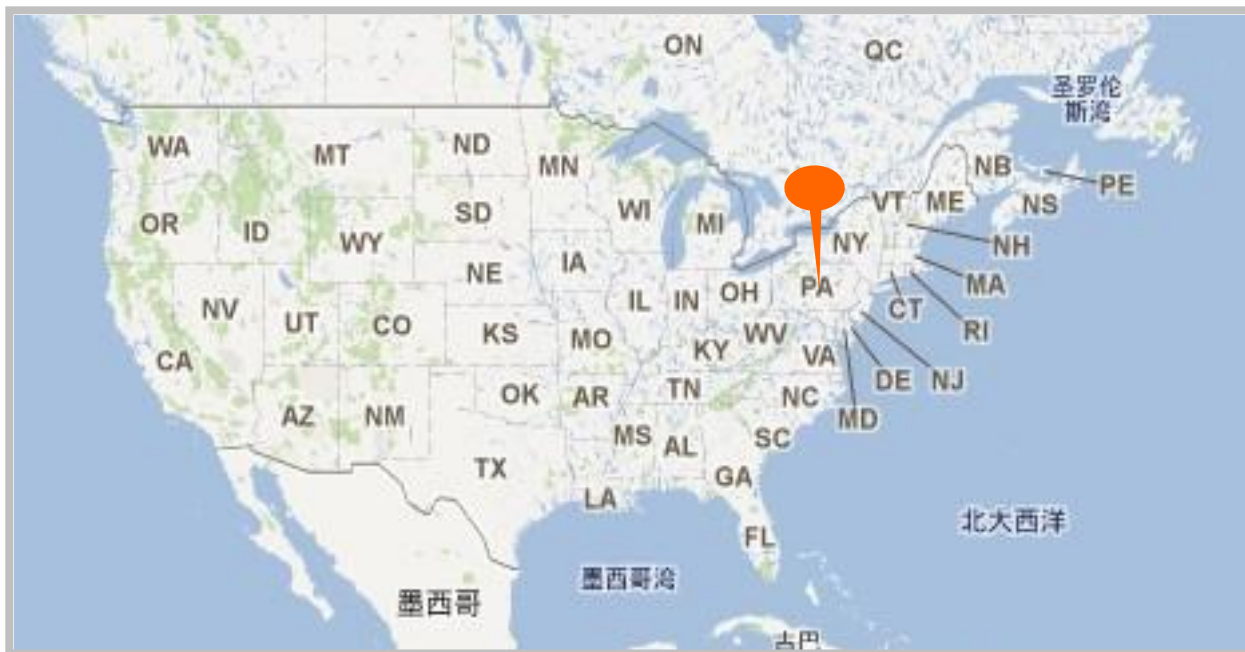 ON
QC
圣罗伦
斯湾
WA
MT
ND
MN
NB
PE
OR
ID
WY
SD
WI
MI
VT
ME
NS
NY
NH
NE
IA
NV
UT
CO
IL
IN
OH
PA
MA
CT
RI
KS
MO
KY
WV
VA
CA
DE
NJ
AZ
NM
OK
AR
TN
NC
MD
MS
AL
SC
TX
GA
LA
FL
北大西洋
墨西哥湾
墨西哥
古巴